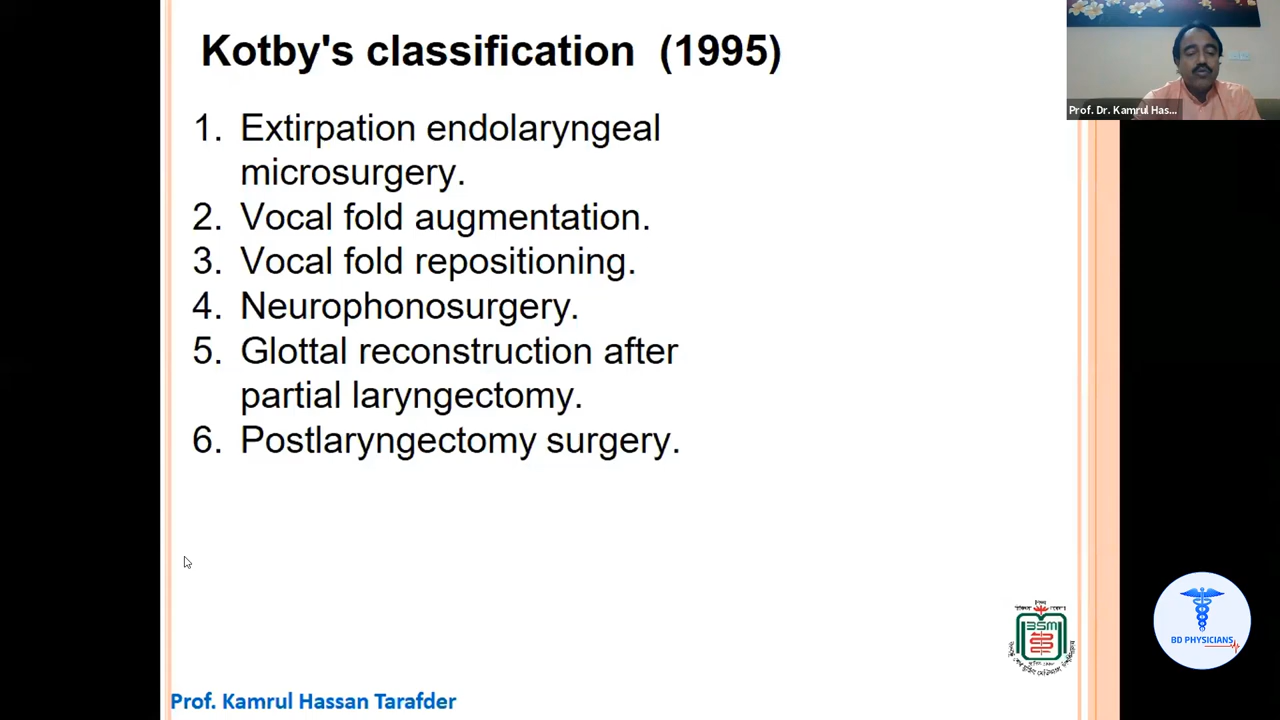 Kotby's classification (1995)
1. Extirpation endolaryngeal
microsurgery.
2. Vocal fold augmentation.
3. Vocal fold repositioning.
4. Neurophonosurgery.
5. Glottal reconstruction after
partial laryngectomy.
6. Postlaryngectomy surgery.
Prof. Dr. Kamrul Has...
BSM
BD PHYSICIANS
Prof. Kamrul Hassan Tarafder